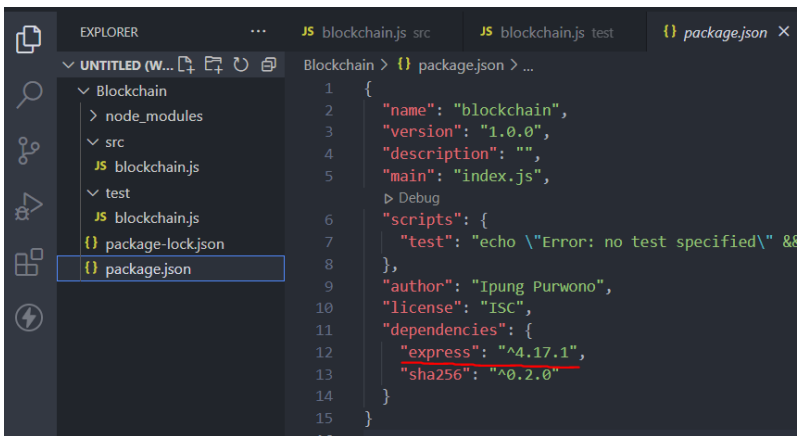 EXPLORER ...
UNTITLED (W...
Blockchain
node_modules
src
JS blockchain.js
test
JS blockchain.js
{} package-lock.json
{} package.json
JS blockchain.js src
JS blockchain.js test
{} package.json
Blockchain > {} package.json > ...
1 {
2 "name": "blockchain",
3 "version": "1.0.0",
4 "description": "",
5 "main": "index.js",
Debug
6 "scripts": {
7 "test": "echo \"Error: no test specified\" &&
8 },
9 "author": "Ipung Purwono",
10 "license": "ISC",
11 "dependencies": {
12 "express": "^4.17.1",
13 "sha256": "^0.2.0"
14 }
15 }